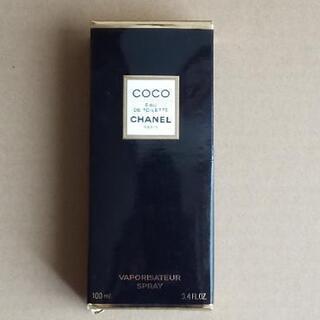 COCO
EAU
DE TOILETTE
CHANEL
PARIS
VAPORISATEUR
SPRAY
100 ml 3.4 FL.OZ.